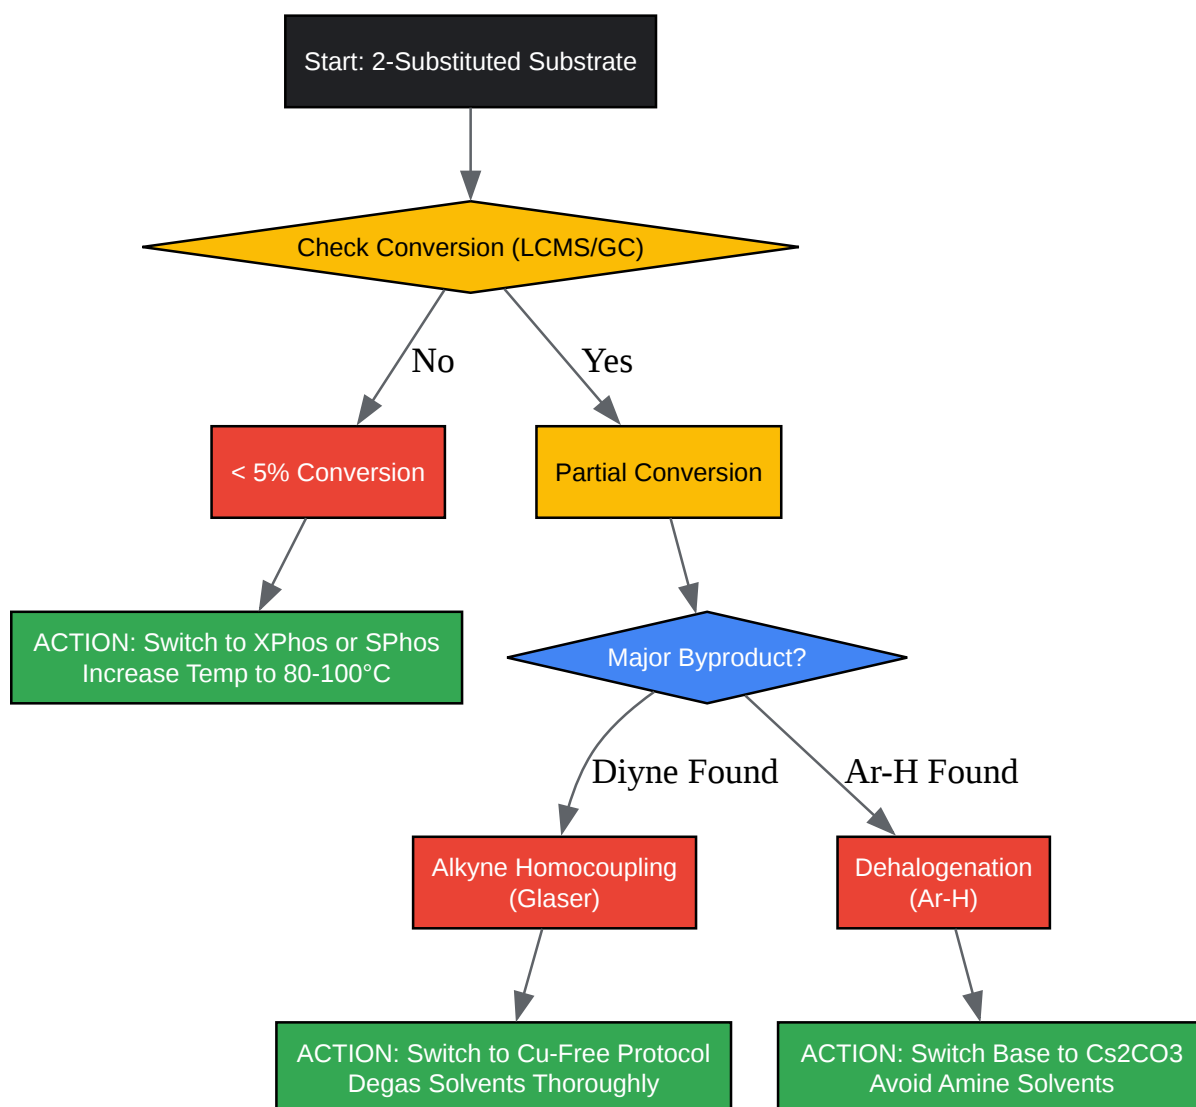 Start: 2-Substituted Substrate
Check Conversion (LCMS/GC)
No
Yes
< 5% Conversion
Partial Conversion
ACTION: Switch to XPhos or SPhos
Increase Temp to 80-100°C
Major Byproduct?
Diyne Found
Ar-H Found
Alkyne Homocoupling
(Glaser)
Dehalogenation
(Ar-H)
ACTION: Switch to Cu-Free Protocol
Degas Solvents Thoroughly
ACTION: Switch Base to Cs2CO3
Avoid Amine Solvents